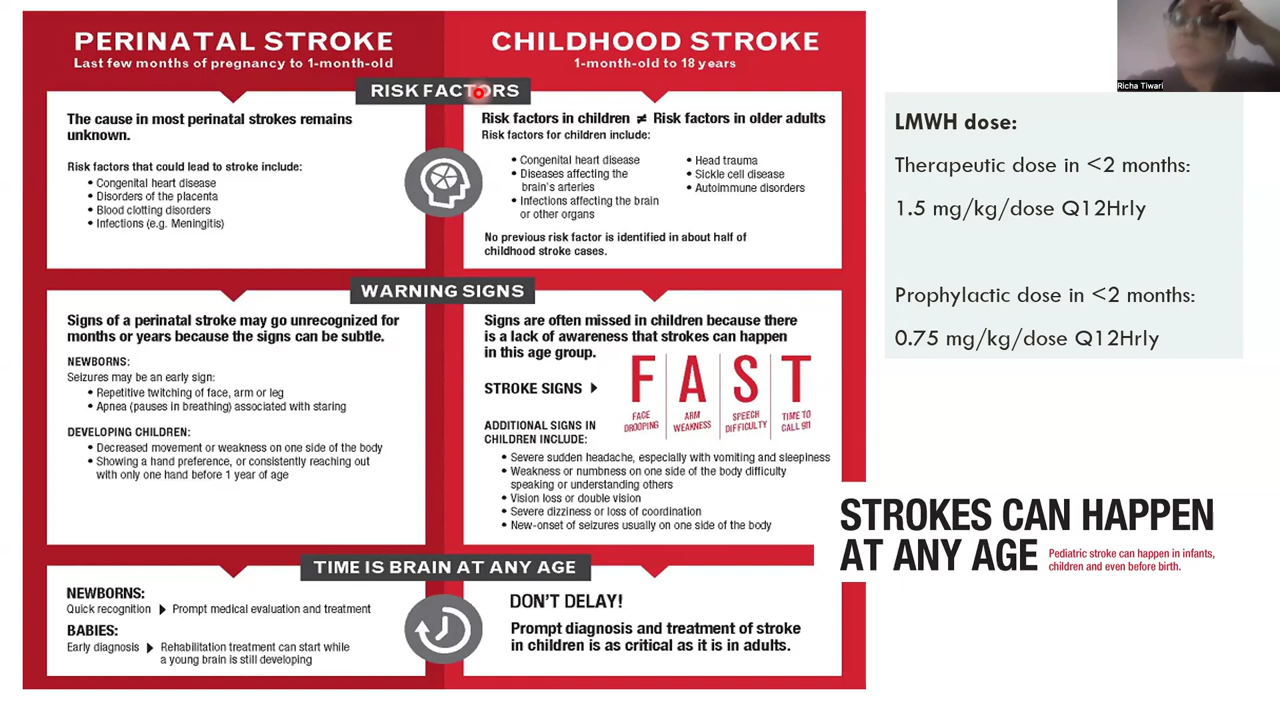 PERINATAL STROKE
Last few months of pregnancy to 1-month-old
CHILDHOOD STROKE
1-month-old to 18 years
RISK FACTORS
The cause in most perinatal strokes remains
unknown.
Risk factors that could lead to stroke include:
• Congenital heart disease
• Disorders of the placenta
• Blood clotting disorders
• Infections (e.g. Meningitis)
Risk factors in children ≠ Risk factors in older adults
Risk factors for children include:
• Congenital heart disease
• Diseases affecting the
brain's arteries
• Infections affecting the brain
or other organs
• Head trauma
• Sickle cell disease
• Autoimmune disorders
No previous risk factor is identified in about half of
childhood stroke cases.
WARNING SIGNS
Signs of a perinatal stroke may go unrecognized for
months or years because the signs can be subtle.
NEWBORNS:
Seizures may be an early sign:
• Repetitive twitching of face, arm or leg
• Apnea (pauses in breathing) associated with staring
DEVELOPING CHILDREN:
• Decreased movement or weakness on one side of the body
• Showing a hand preference, or consistently reaching out
with only one hand before 1 year of age
Signs are often missed in children because there
is a lack of awareness that strokes can happen
in this age group.
STROKE SIGNS
F A S T
FACE DROOPING
ARM WEAKNESS
SPEECH DIFFICULTY
TIME TO CALL 911
ADDITIONAL SIGNS IN
CHILDREN INCLUDE:
• Severe sudden headache, especially with vomiting and sleepiness
• Weakness or numbness on one side of the body difficulty
speaking or understanding others
• Vision loss or double vision
• Severe dizziness or loss of coordination
• New-onset of seizures usually on one side of the body
TIME IS BRAIN AT ANY AGE
NEWBORNS:
Quick recognition Prompt medical evaluation and treatment
BABIES:
Early diagnosis Rehabilitation treatment can start while
a young brain is still developing
DON'T DELAY!
Prompt diagnosis and treatment of stroke
in children is as critical as it is in adults.
Richa Tiwari
LMWH dose:
Therapeutic dose in <2 months:
1.5 mg/kg/dose Q12Hrly
Prophylactic dose in <2 months:
0.75 mg/kg/dose Q12Hrly
STROKES CAN HAPPEN
AT ANY AGE
Pediatric stroke can happen in infants,
children and even before birth.